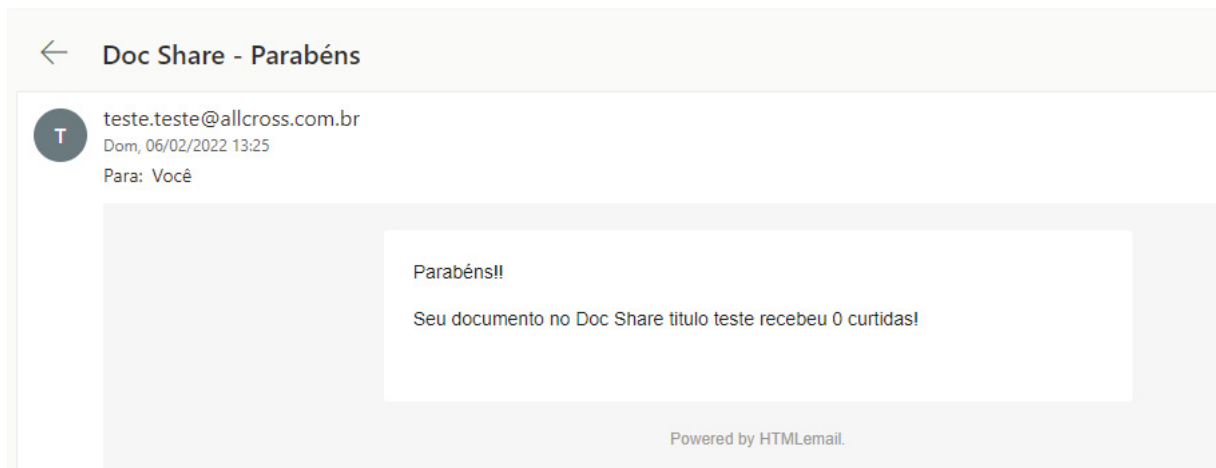 Doc Share - Parabéns
T
teste.teste@allcross.com.br
Dom, 06/02/2022 13:25
Para: Você
Parabéns!!
Seu documento no Doc Share titulo teste recebeu 0 curtidas!
Powered by HTMLemail.